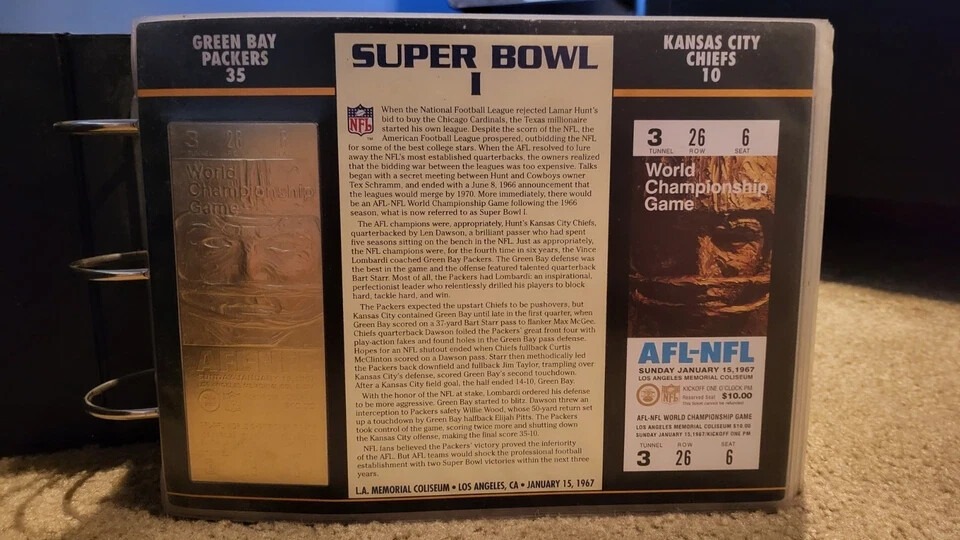 GREEN BAY
PACKERS
35
3 26 6
World
Championship
Game
SUPER BOWL
I
NFL
When the National Football League rejected Lamar Hunt's
bid to buy the Chicago Cardinals, the Texas millionaire
started his own league. Despite the scorn of the NFL, the
American Football League prospered, outbidding the NFL
for some of the best college stars. When the AFL resolved to lure
away the NFL's most established quarterbacks, the owners realized
that the bidding war between the leagues was too expensive. Talks
began with a secret meeting between Hunt and Cowboys owner
Tex Schramm, and ended with a June 8, 1966 announcement that
the leagues would merge by 1970. More immediately, there would
be an AFL-NFL World Championship Game following the 1966
season, what is now referred to as Super Bowl I.
The AFL champions were, appropriately, Hunt's Kansas City Chiefs,
quarterbacked by Len Dawson, a brilliant passer who had spent
five seasons sitting on the bench in the NFL. Just as appropriately,
the NFL champions were, for the fourth time in six years, the Vince
Lombardi coached Green Bay Packers. The Green Bay defense was
the best in the game and the offense featured talented quarterback
Bart Starr. Most of all, the Packers had Lombardi: an inspirational,
perfectionist leader who relentlessly drilled his players to block
hard, tackle hard, and win.
The Packers expected the upstart Chiefs to be pushovers, but
Kansas City contained Green Bay until late in the first quarter, when
Green Bay scored on a 37-yard Bart Starr pass to flanker Max McGee.
Chiefs quarterback Dawson foiled the Packers' great front four with
play-action fakes and found holes in the Green Bay pass defense.
Hopes for an NFL shutout ended when Chiefs fullback Curtis
McClinton scored on a Dawson pass. Starr then methodically led
the Packers back downfield and fullback Jim Taylor, trampling over
Kansas City's defense, scored Green Bay's second touchdown.
After a Kansas City field goal, the half ended 14-10, Green Bay.
With the honor of the NFL at stake, Lombardi ordered his defense
to be more aggressive. Green Bay started to blitz. Dawson threw an
interception to Packers safety Willie Wood, whose 50-yard return set
up a touchdown by Green Bay halfback Elijah Pitts. The Packers
took control of the game, scoring twice more and shutting down
the Kansas City offense, making the final score 35-10.
NFL fans believed the Packers' victory proved the inferiority
of the AFL. But AFL teams would shock the professional football
establishment with two Super Bowl victories within the next three
years.
L.A. MEMORIAL COLISEUM • LOS ANGELES, CA • JANUARY 15, 1967
KANSAS CITY
CHIEFS
10
3 26 6
TUNNEL ROW SEAT
World
Championship
Game
AFL-NFL
SUNDAY JANUARY 15, 1967
LOS ANGELES MEMORIAL COLISEUM
KICKOFF ONE O'CLOCK PM
Reserved Seat $10.00
AFL-NFL WORLD CHAMPIONSHIP GAME
LOS ANGELES MEMORIAL COLISEUM $10.00
SUNDAY JANUARY 15, 1967/KICKOFF ONE PM
TUNNEL ROW SEAT
3 26 6